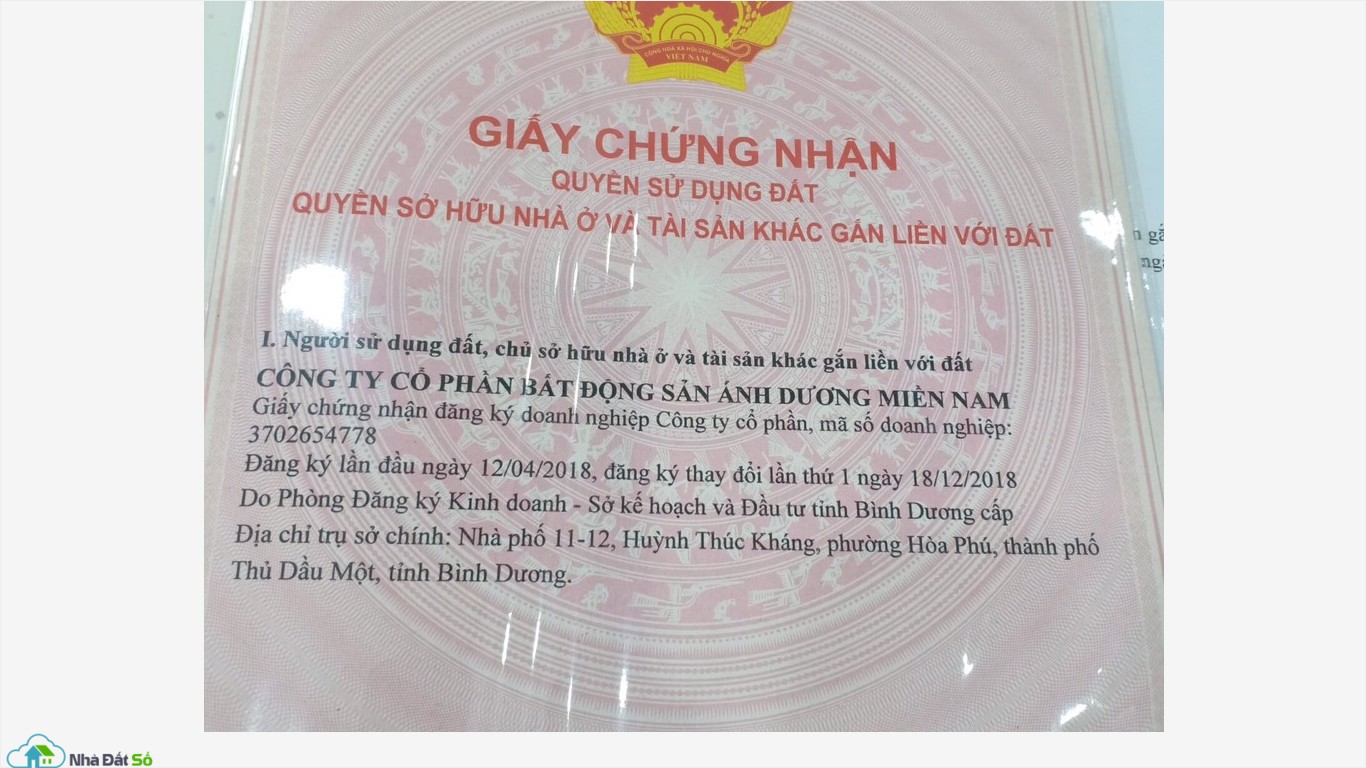 CỘNG HÒA XÃ HỘI CHỦ NGHĨA
VIỆT NAM
GIẤY CHỨNG NHẬN
QUYỀN SỬ DỤNG ĐẤT
QUYỀN SỞ HỮU NHÀ Ở VÀ TÀI SẢN KHÁC GẮN LIỀN VỚI ĐẤT
I. Người sử dụng đất, chủ sở hữu nhà ở và tài sản khác gắn liền với đất
CÔNG TY CỔ PHẦN BẤT ĐỘNG SẢN ÁNH DƯƠNG MIỀN NAM
Giấy chứng nhận đăng ký doanh nghiệp Công ty cổ phần, mã số doanh nghiệp:
3702654778
Đăng ký lần đầu ngày 12/04/2018, đăng ký thay đổi lần thứ 1 ngày 18/12/2018
Do Phòng Đăng ký Kinh doanh - Sở kế hoạch và Đầu tư tỉnh Bình Dương cấp
Địa chỉ trụ sở chính: Nhà phố 11-12, Huỳnh Thúc Kháng, phường Hòa Phú, thành phố
Thủ Dầu Một, tỉnh Bình Dương.
Nhà Đất Số